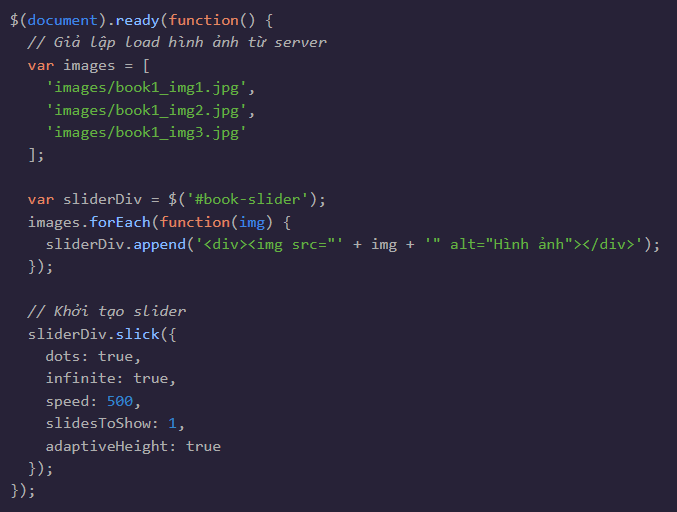 $(document).ready(function() {
  // Giả lập load hình ảnh từ server
  var images = [
    'images/book1_img1.jpg',
    'images/book1_img2.jpg',
    'images/book1_img3.jpg'
  ];

  var sliderDiv = $('#book-slider');
  images.forEach(function(img) {
    sliderDiv.append('<div><img src="' + img + '" alt="Hình ảnh"></div>');
  });

  // Khởi tạo slider
  sliderDiv.slick({
    dots: true,
    infinite: true,
    speed: 500,
    slidesToShow: 1,
    adaptiveHeight: true
  });
});